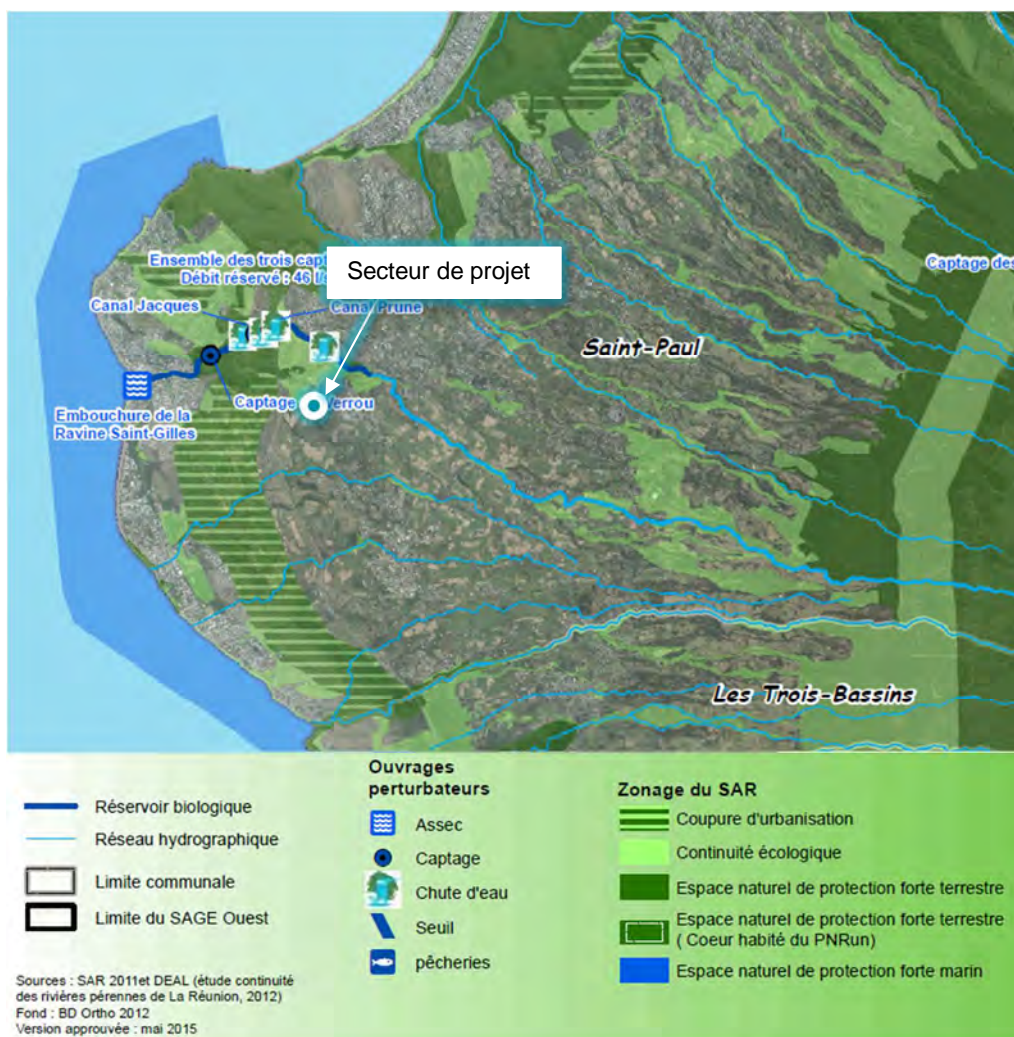 Ensemble des trois capt
Débit réservé : 46 l/s
Secteur de projet
Canal Jacques
Canal Prune
Captage des
Saint-Paul
Captage
Verrou
Embouchure de la
Ravine Saint-Gilles
Les Trois-Bassins
Réservoir biologique
Réseau hydrographique
Limite communale
Limite du SAGE Ouest
Ouvrages
perturbateurs
Assec
Captage
Chute d'eau
Seuil
pêcheries
Zonage du SAR
Coupure d'urbanisation
Continuité écologique
Espace naturel de protection forte terrestre
Espace naturel de protection forte terrestre
( Coeur habité du PNRun)
Espace naturel de protection forte marin
Sources : SAR 2011et DEAL (étude continuité
des rivières pérennes de La Réunion, 2012)
Fond : BD Ortho 2012
Version approuvée : mai 2015